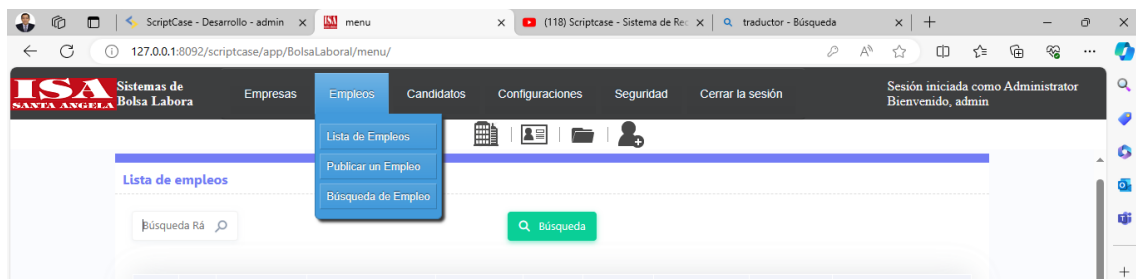 ScriptCase - Desarrollo - admin
menu
(118) Scriptcase - Sistema de Rec
traductor - Búsqueda
127.0.0.1:8092/scriptcase/app/BolsaLaboral/menu/
ISA
SANTA ANGELA
Sistemas de
Bolsa Labora
Empresas
Empleos
Candidatos
Configuraciones
Seguridad
Cerrar la sesión
Sesión iniciada como Administrator
Bienvenido, admin
Lista de Empleos
Publicar un Empleo
Búsqueda de Empleo
Lista de empleos
Búsqueda Rá
Búsqueda